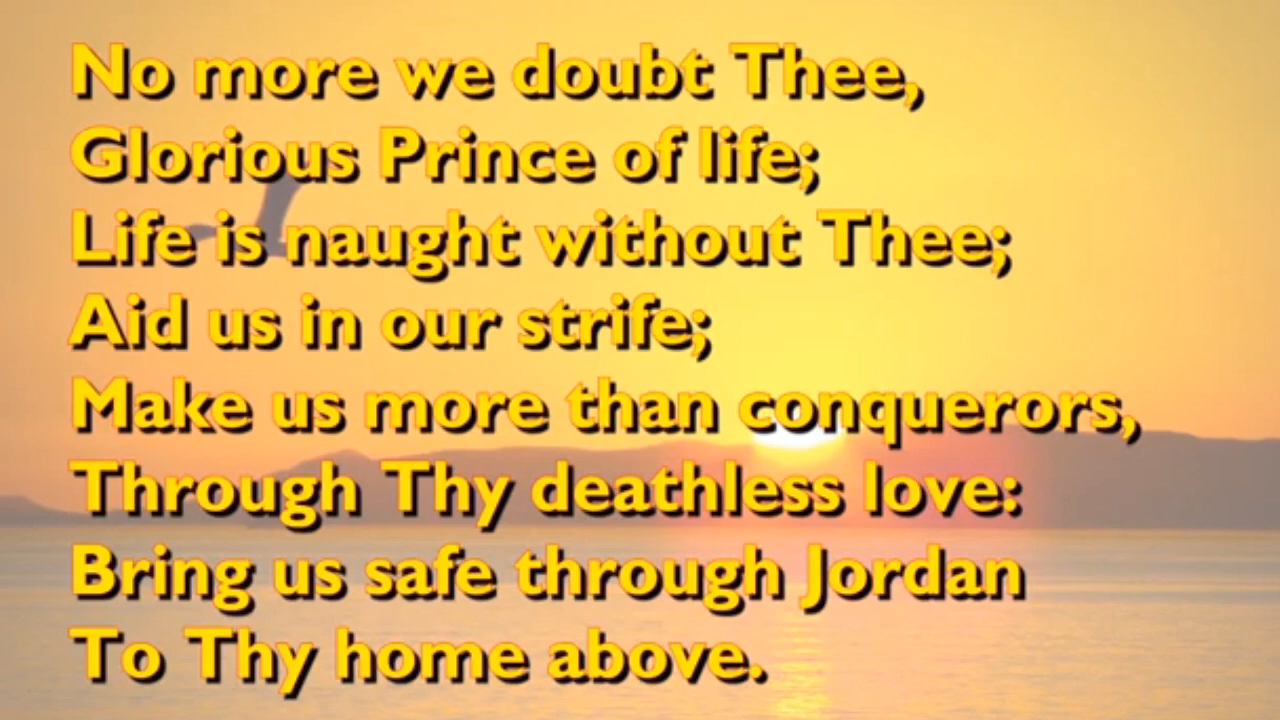 No more we doubt Thee,
Glorious Prince of life;
Life is naught without Thee;
Aid us in our strife;
Make us more than conquerors,
Through Thy deathless love:
Bring us safe through Jordan
To Thy home above.